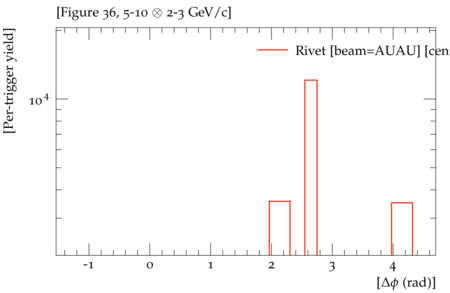 [Figure 36, 5-10 ⊗ 2-3 GeV/c]
[Per-trigger yield]
Rivet [beam=AUAU] [cen
10⁴
-1 0 1 2 3 4
[Δϕ (rad)]